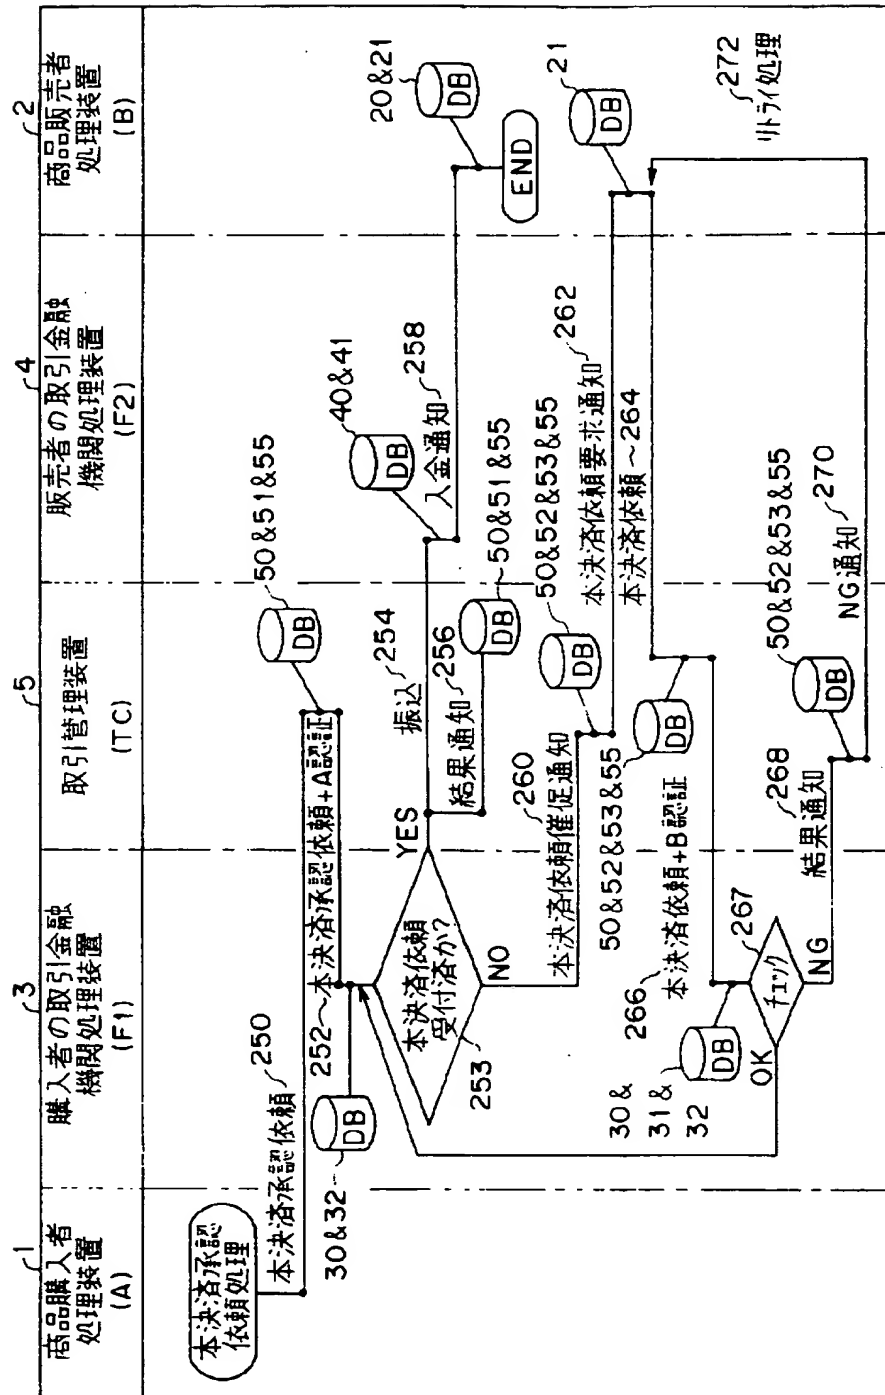 1
商品購入者
処理装置
(A)
3
購入者の取引金融
機関処理装置
(F1)
5
取引管理装置
(TC)
4
販売者の取引金融
機関処理装置
(F2)
2
商品販売者
処理装置
(B)
本決済承認
依頼処理
本決済承認依頼
250
50&51&55
DB
252~本決済承認依頼+A認証
30&32
DB
本決済依頼
受付済か?
253
YES
NO
振込
254
結果通知
256
50&51&55
DB
40&41
DB
入金通知
258
20&21
DB
END
本決済依頼催促通知
260
50&52&53&55
DB
本決済依頼要求通知
262
21
DB
本決済依頼~264
50&52&53&55
DB
本決済依頼+B認証
266
30&
31&
32
DB
チェック
267
OK
NG
結果通知
268
50&52&53&55
DB
NG通知
270
272
リトライ処理